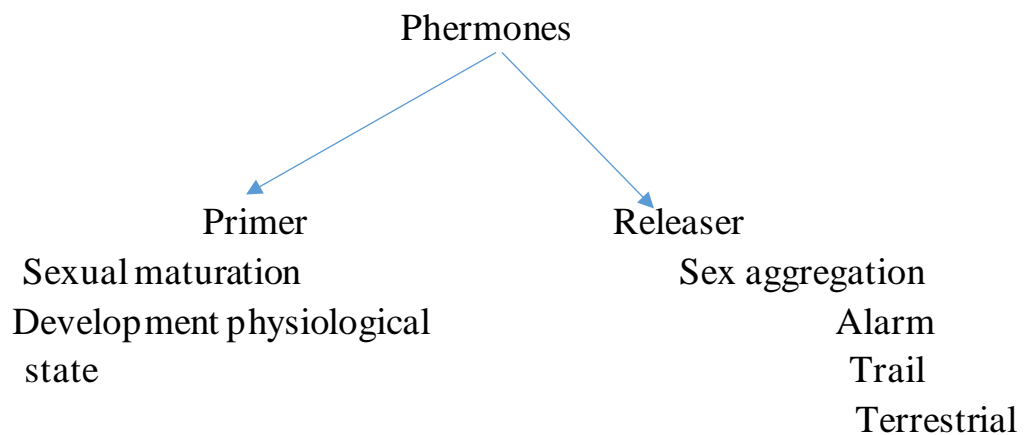 Phermones
Primer Releaser
Sexual maturation Sex aggregation
Development physiological Alarm
state Trail
Terrestrial